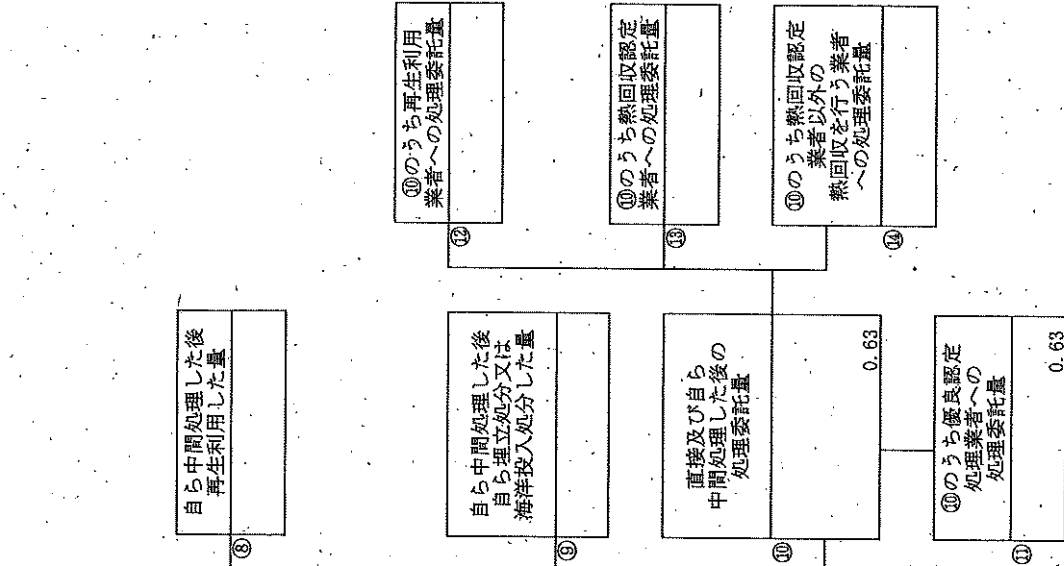 自ら中間処理した後
再生利用した量
⑧
自ら中間処理した後
自ら埋立処分又は
海洋投入処分した量
⑨
直接及び自ら
中間処理した後の
処理委託量
0.63
⑩
⑩のうち優良認定
処理業者への
処理委託量
0.63
⑪
⑩のうち再生利用
業者への処理委託量
⑫
⑩のうち熱回収認定
業者への処理委託量
⑬
⑩のうち熱回収認定
業者以外の
熱回収を行う業者
への処理委託量
⑭